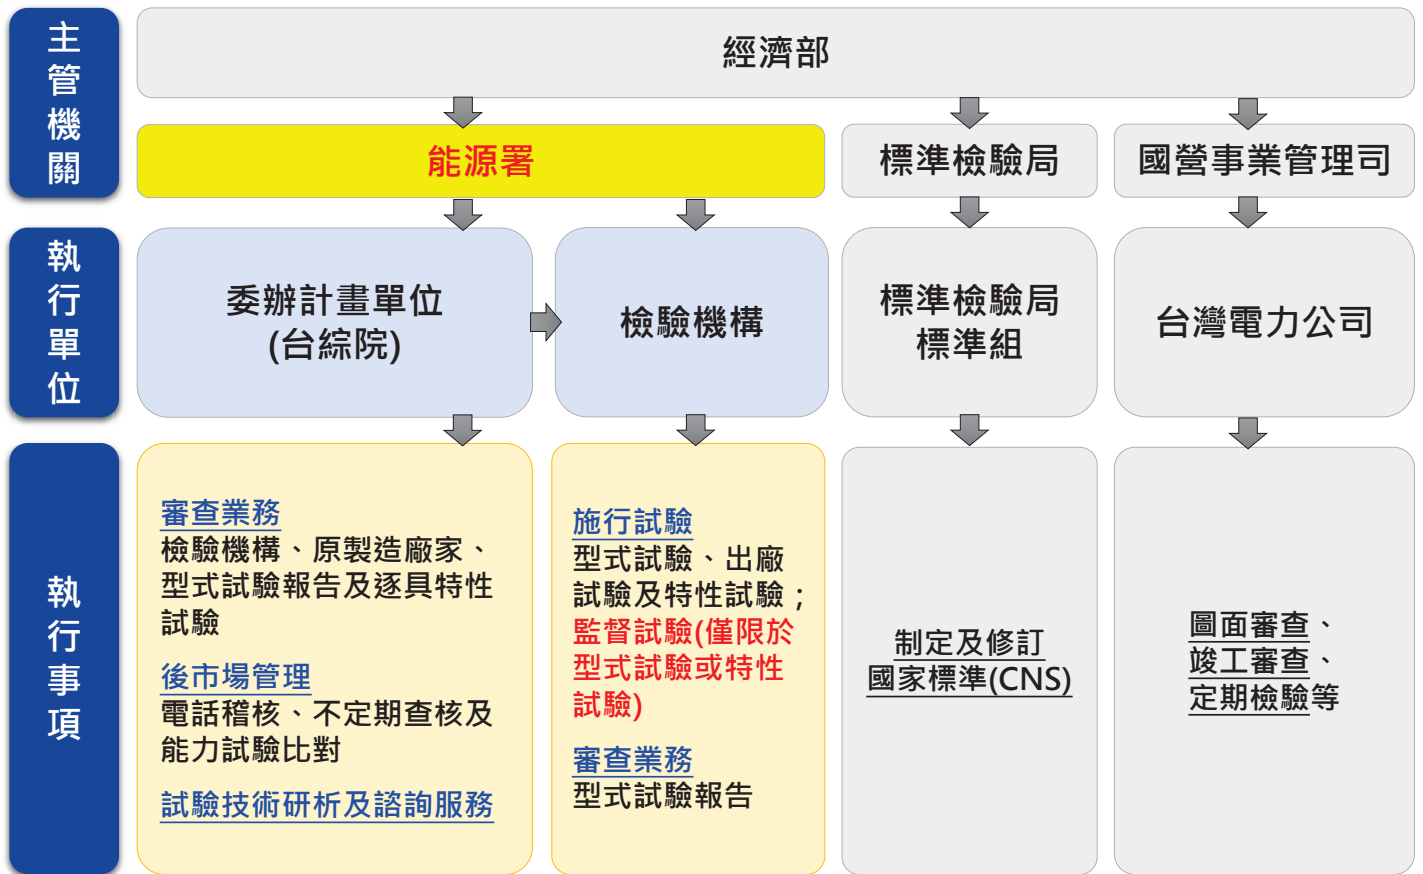 主管機關
經濟部
能源署
標準檢驗局
國營事業管理司
執行單位
委辦計畫單位
(台綜院)
檢驗機構
標準檢驗局
標準組
台灣電力公司
執行事項
審查業務
檢驗機構、原製造廠家、
型式試驗報告及逐具特性
試驗
後市場管理
電話稽核、不定期查核及
能力試驗比對
試驗技術研析及諮詢服務
施行試驗
型式試驗、出廠
試驗及特性試驗；
監督試驗(僅限於
型式試驗或特性
試驗)
審查業務
型式試驗報告
制定及修訂
國家標準(CNS)
圖面審查、
竣工審查、
定期檢驗等